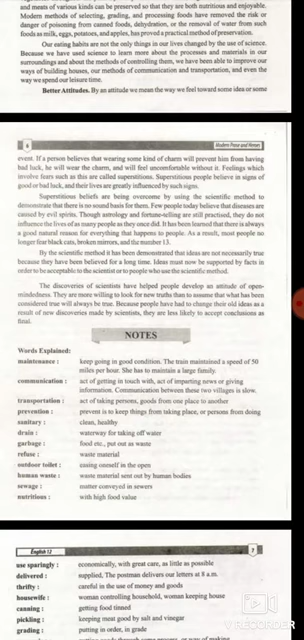 and meats of various kinds can be preserved so that they are both nutritious and enjoyable.
Modern methods of selecting, grading, and processing foods have removed the risk or
danger of poisoning from canned foods, dehydration, or the removal of water from such
foods as milk, eggs, potatoes, and apples, has proved a practical method of preservation.
Our eating habits are not the only things in our lives changed by the use of science.
Because we have used science to learn more about the processes and materials in our
surroundings and about the methods of controlling them, we have been able to improve our
ways of building houses, our methods of communication and transportation, and even the
way we spend our leisure time.
Better Attitudes. By an attitude we mean the way we feel toward some idea or some
6
Modern Prose and Heroes
event. If a person believes that wearing some kind of charm will prevent him from having
bad luck, he will wear the charm, and will feel uncomfortable without it. Feelings which
involve fears such as this are called superstitions. Superstitious people believe in signs
of good or bad luck, and their lives are greatly influenced by such signs.
Superstitious beliefs are being overcome by using the scientific method to
demonstrate that there is no sound basis for them. Few people today believe that diseases are
caused by evil spirits. Though astrology and fortune-telling are still practised, they do not
influence the lives of as many people as they once did. It has been learned that there is always
a good natural reason for everything that happens to people. As a result, most people no
longer fear black cats, broken mirrors, and the number 13.
By the scientific method it has been demonstrated that ideas are not necessarily true
because they have been believed for a long time. Ideas must now be supported by facts in
order to be acceptable to the scientist or to people who use the scientific method.
The discoveries of scientists have helped people develop an attitude of open-
mindedness. They are more willing to look for new truths than to assume that what has been
considered true will always be true. Because people have had to change their old ideas as a
result of new discoveries made by scientists, they are less likely to accept conclusions as
final.
NOTES
Words Explained:
maintenance : keep going in good condition. The train maintained a speed of 50
miles per hour. She has to maintain a large family.
communication : act of getting in touch with, act of imparting news or giving
information. Communication between these two villages is slow.
transportation : act of taking persons, goods from one place to another
prevention : prevent is to keep things from taking place, or persons from doing
sanitary : clean, healthy
drain : waterway for taking off water
garbage : food etc., put out as waste
refuse : waste material
outdoor toilet : easing oneself in the open
human waste : waste material sent out by human bodies
sewage : matter conveyed in sewers
nutritious : with high food value
English 12
7
use sparingly : economically, with great care, as little as possible
delivered : supplied, The postman delivers our letters at 8 a.m.
thrifty : careful in the use of money and goods
housewife : woman controlling household, woman keeping house
canning : getting food tinned
pickling : keeping meat good by salt and vinegar
grading : putting in order, in grade
RECORDER